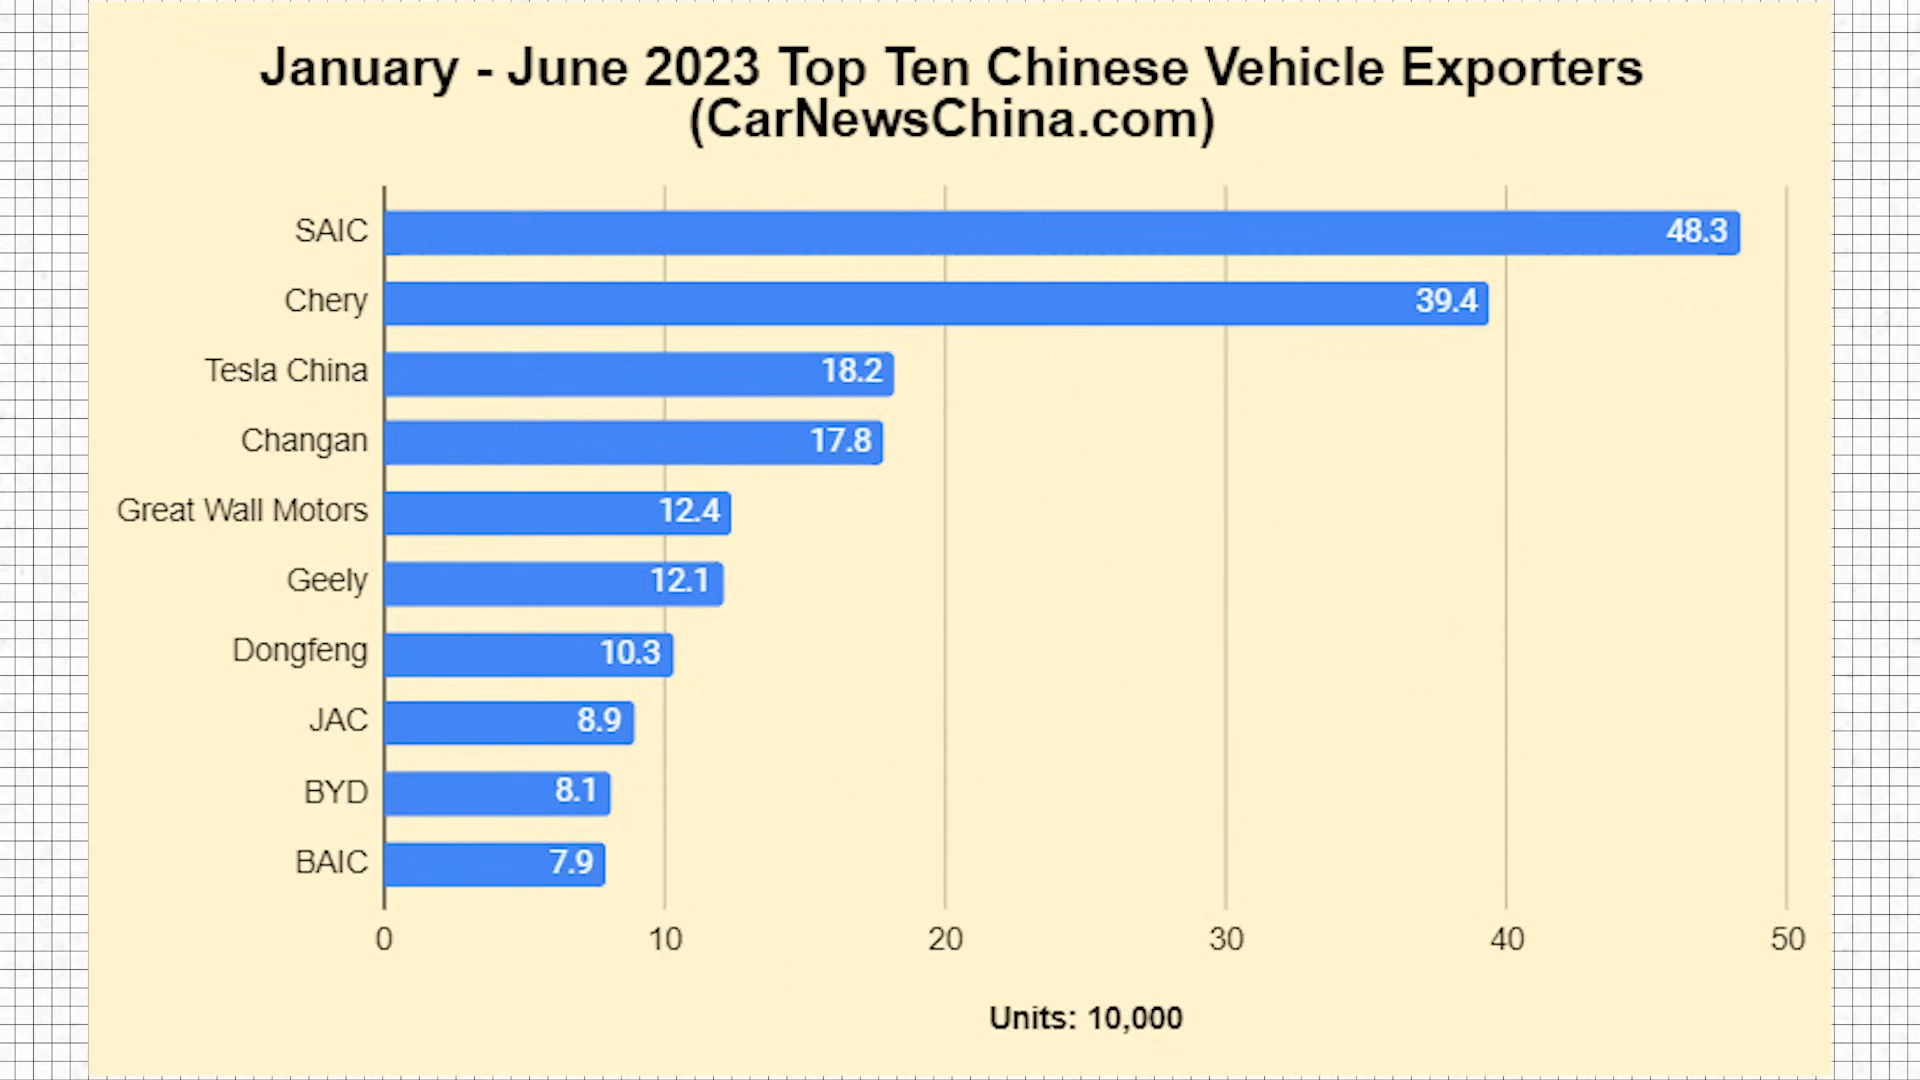 January - June 2023 Top Ten Chinese Vehicle Exporters
(CarNewsChina.com)
SAIC 48.3
Chery 39.4
Tesla China 18.2
Changan 17.8
Great Wall Motors 12.4
Geely 12.1
Dongfeng 10.3
JAC 8.9
BYD 8.1
BAIC 7.9
0 10 20 30 40 50
Units: 10,000